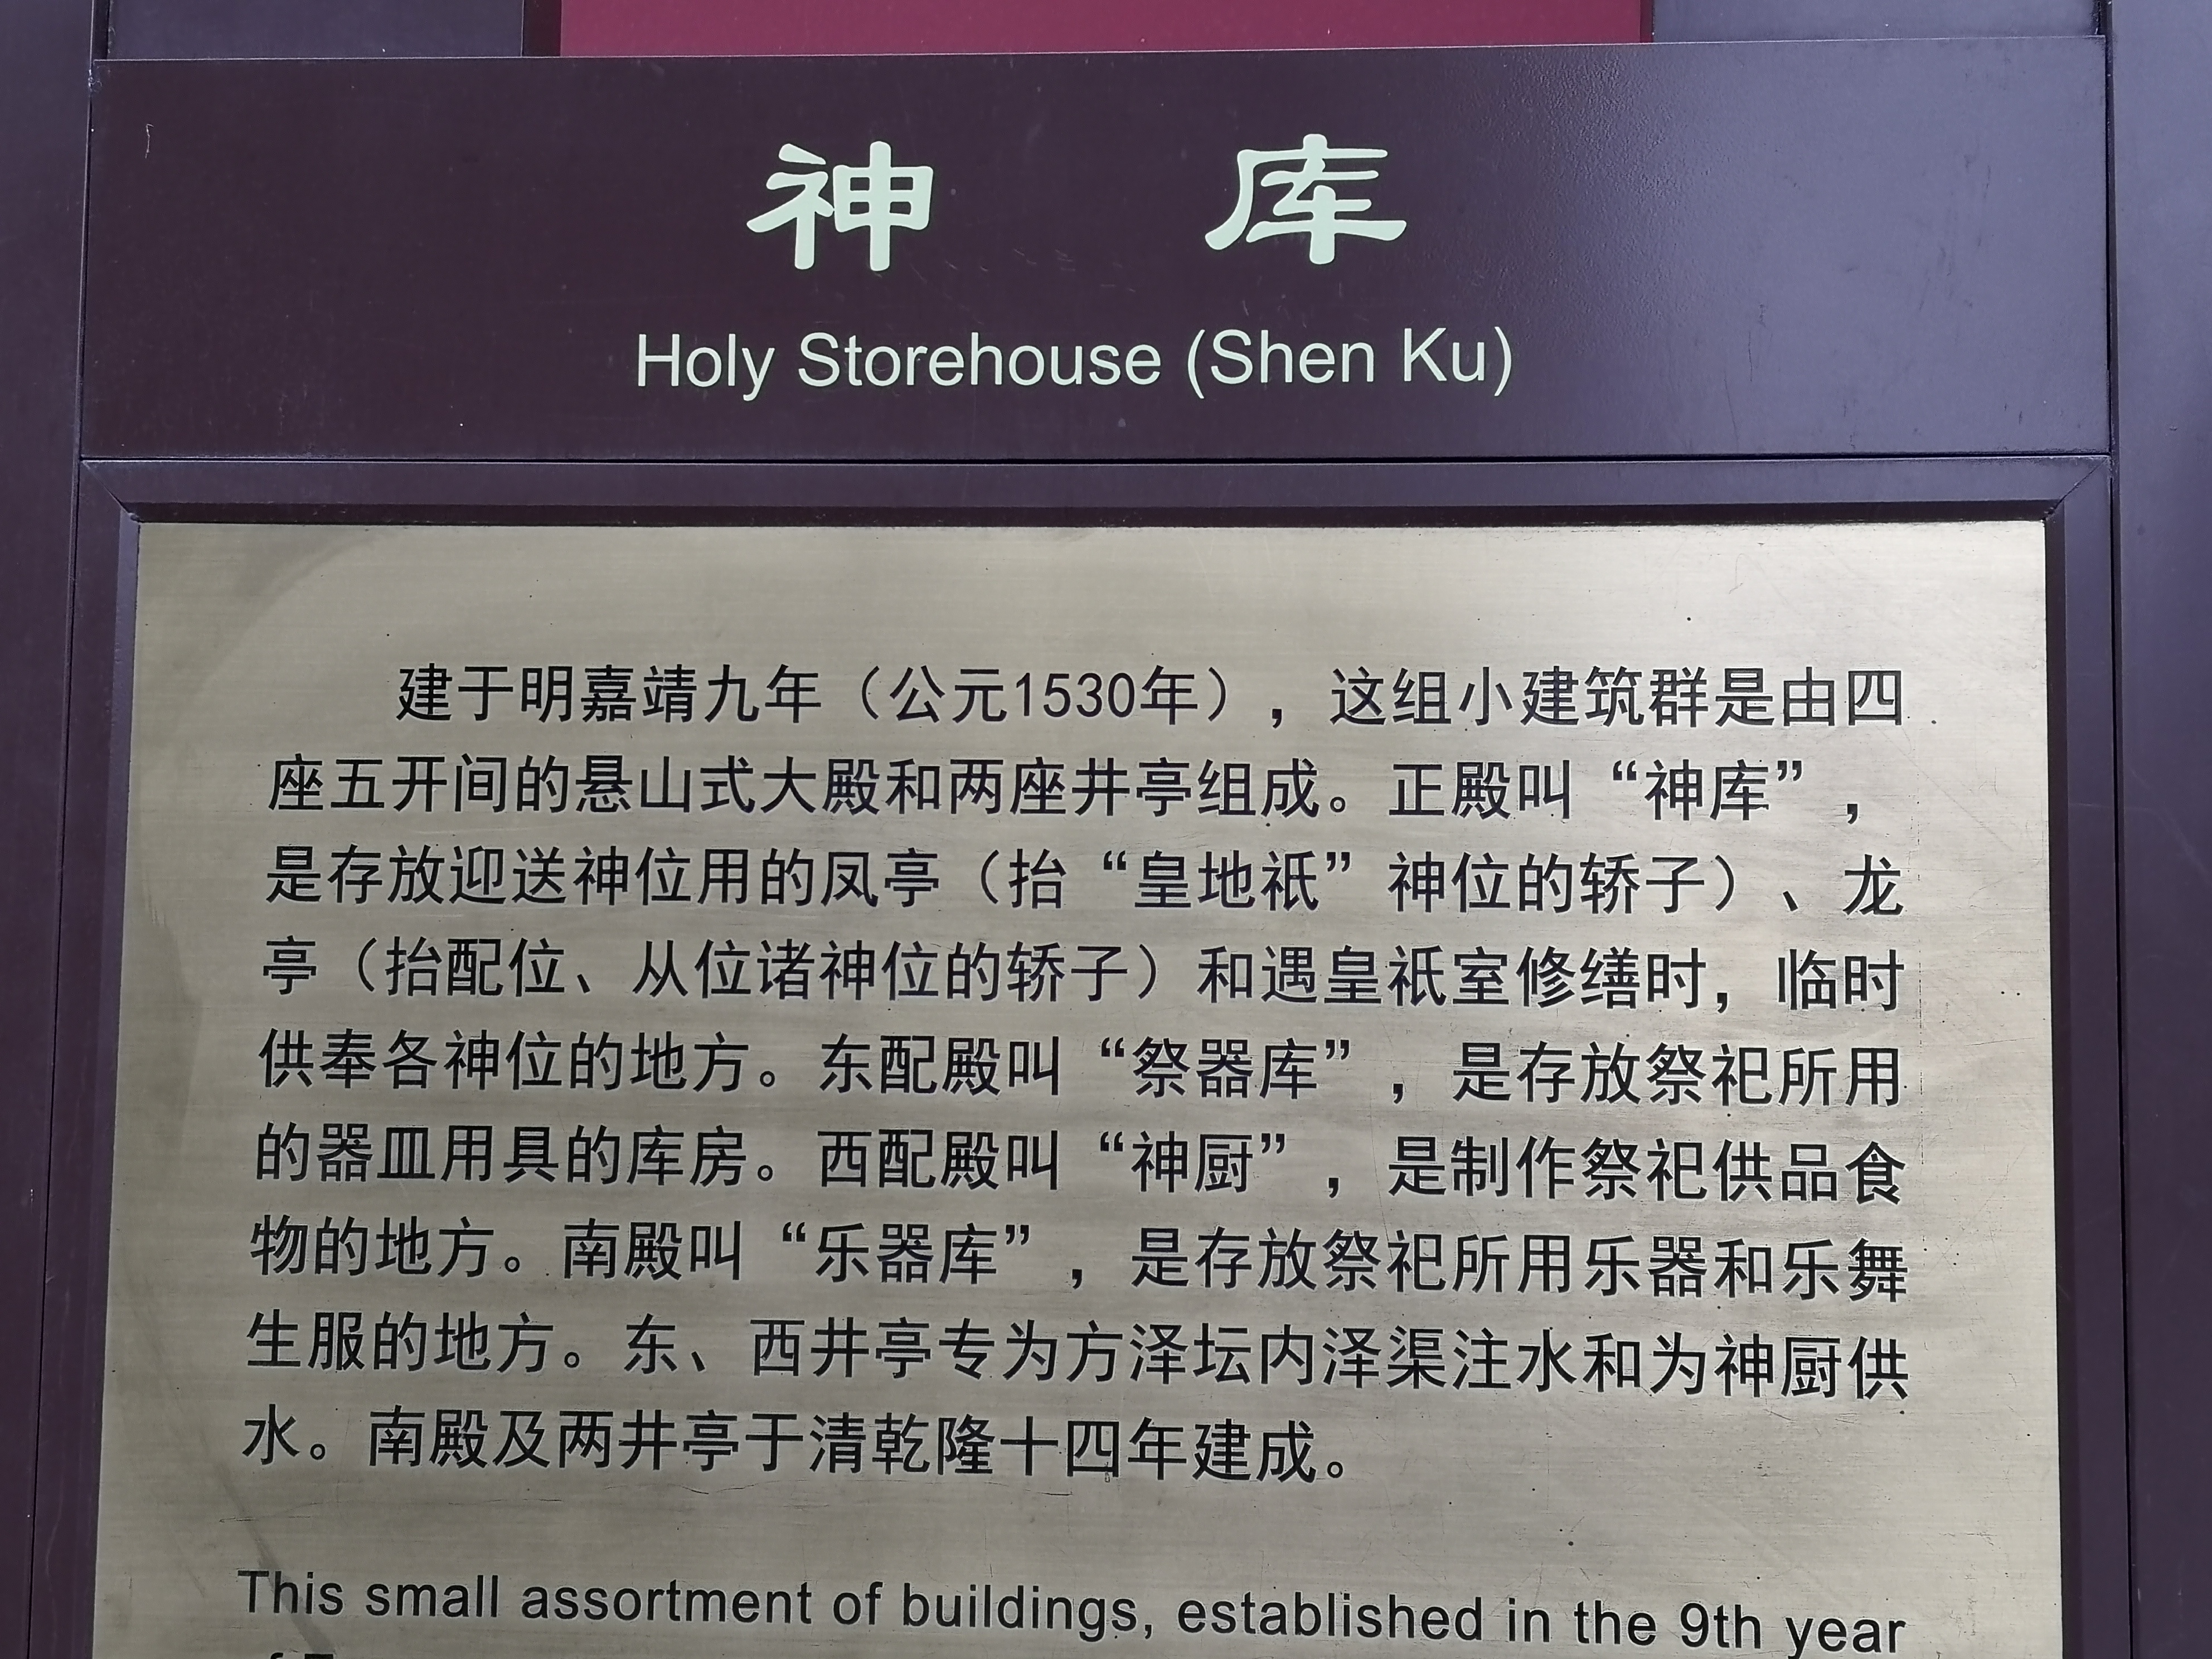 神 库
Holy Storehouse (Shen Ku)
建于明嘉靖九年（公元1530年），这组小建筑群是由四
座五开间的悬山式大殿和两座井亭组成。正殿叫“神库”，
是存放迎送神位用的凤亭（抬“皇地祇”神位的轿子）、龙
亭（抬配位、从位诸神位的轿子）和遇皇祇室修缮时，临时
供奉各神位的地方。东配殿叫“祭器库”，是存放祭祀所用
的器皿用具的库房。西配殿叫“神厨”，是制作祭祀供品食
物的地方。南殿叫“乐器库”，是存放祭祀所用乐器和乐舞
生服的地方。东、西井亭专为方泽坛内泽渠注水和为神厨供
水。南殿及两井亭于清乾隆十四年建成。
This small assortment of buildings, established in the 9th year